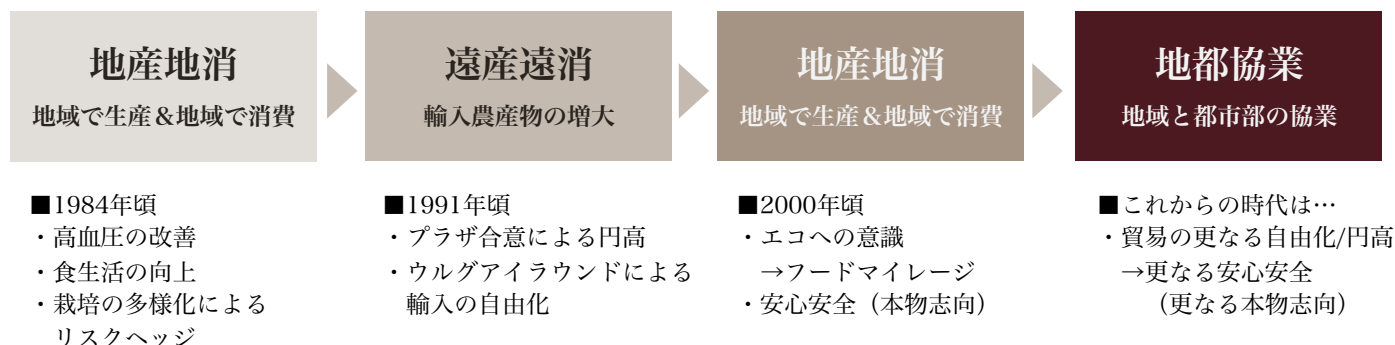 地産地消
地域で生産＆地域で消費
■1984年頃
・高血圧の改善
・食生活の向上
・栽培の多様化による
リスクヘッジ
遠産遠消
輸入農産物の増大
■1991年頃
・プラザ合意による円高
・ウルグアイラウンドによる
輸入の自由化
地産地消
地域で生産＆地域で消費
■2000年頃
・エコへの意識
→フードマイレージ
・安心安全（本物志向）
地都協業
地域と都市部の協業
■これからの時代は…
・貿易の更なる自由化/円高
→更なる安心安全
（更なる本物志向）